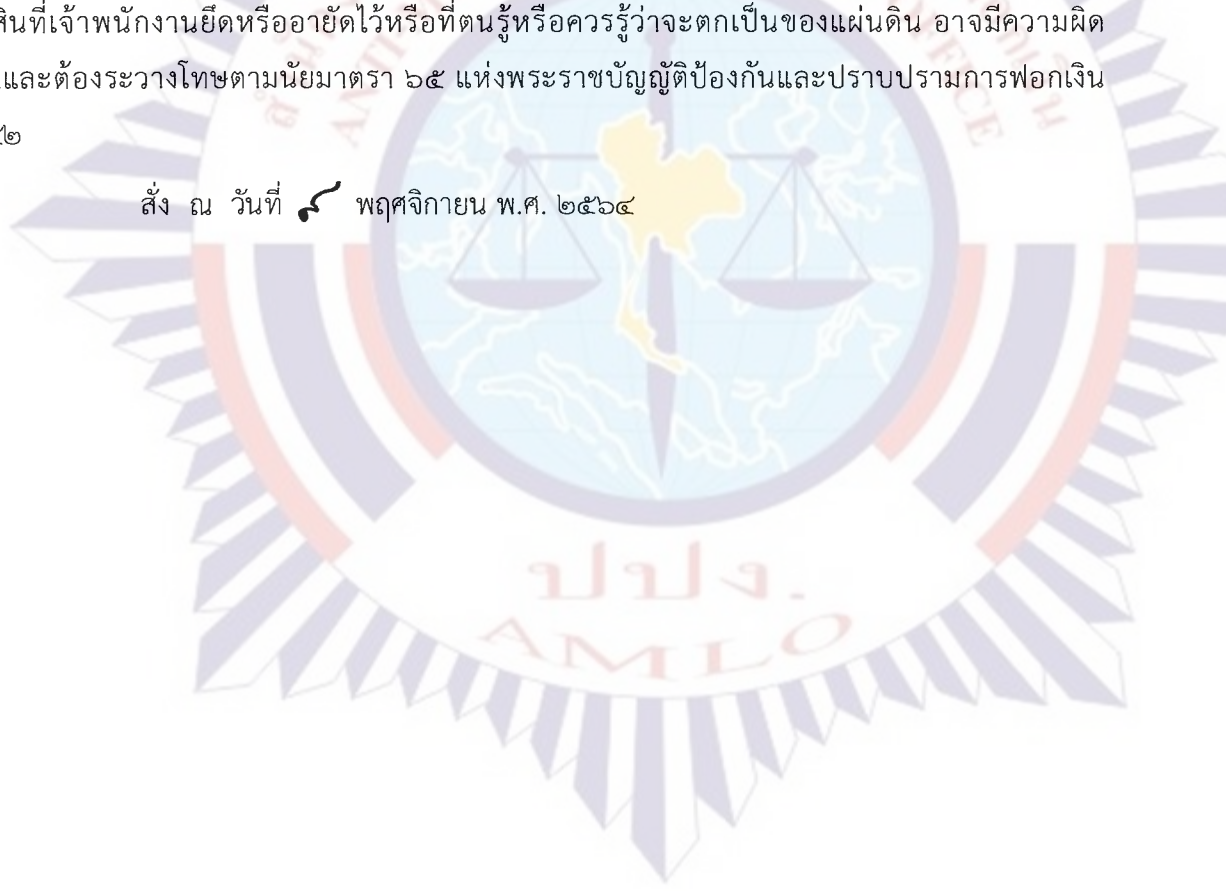 สินที่เจ้าพนักงานยึดหรืออายัดไว้หรือที่ตนรู้หรือควรรู้ว่าจะตกเป็นของแผ่นดิน อาจมีความผิด
และต้องระวางโทษตามนัยมาตรา ๖๕ แห่งพระราชบัญญัติป้องกันและปราบปรามการฟอกเงิน
๒
สั่ง ณ วันที่ ๙ พฤศจิกายน พ.ศ. ๒๕๖๔
ปปง.
AMLO